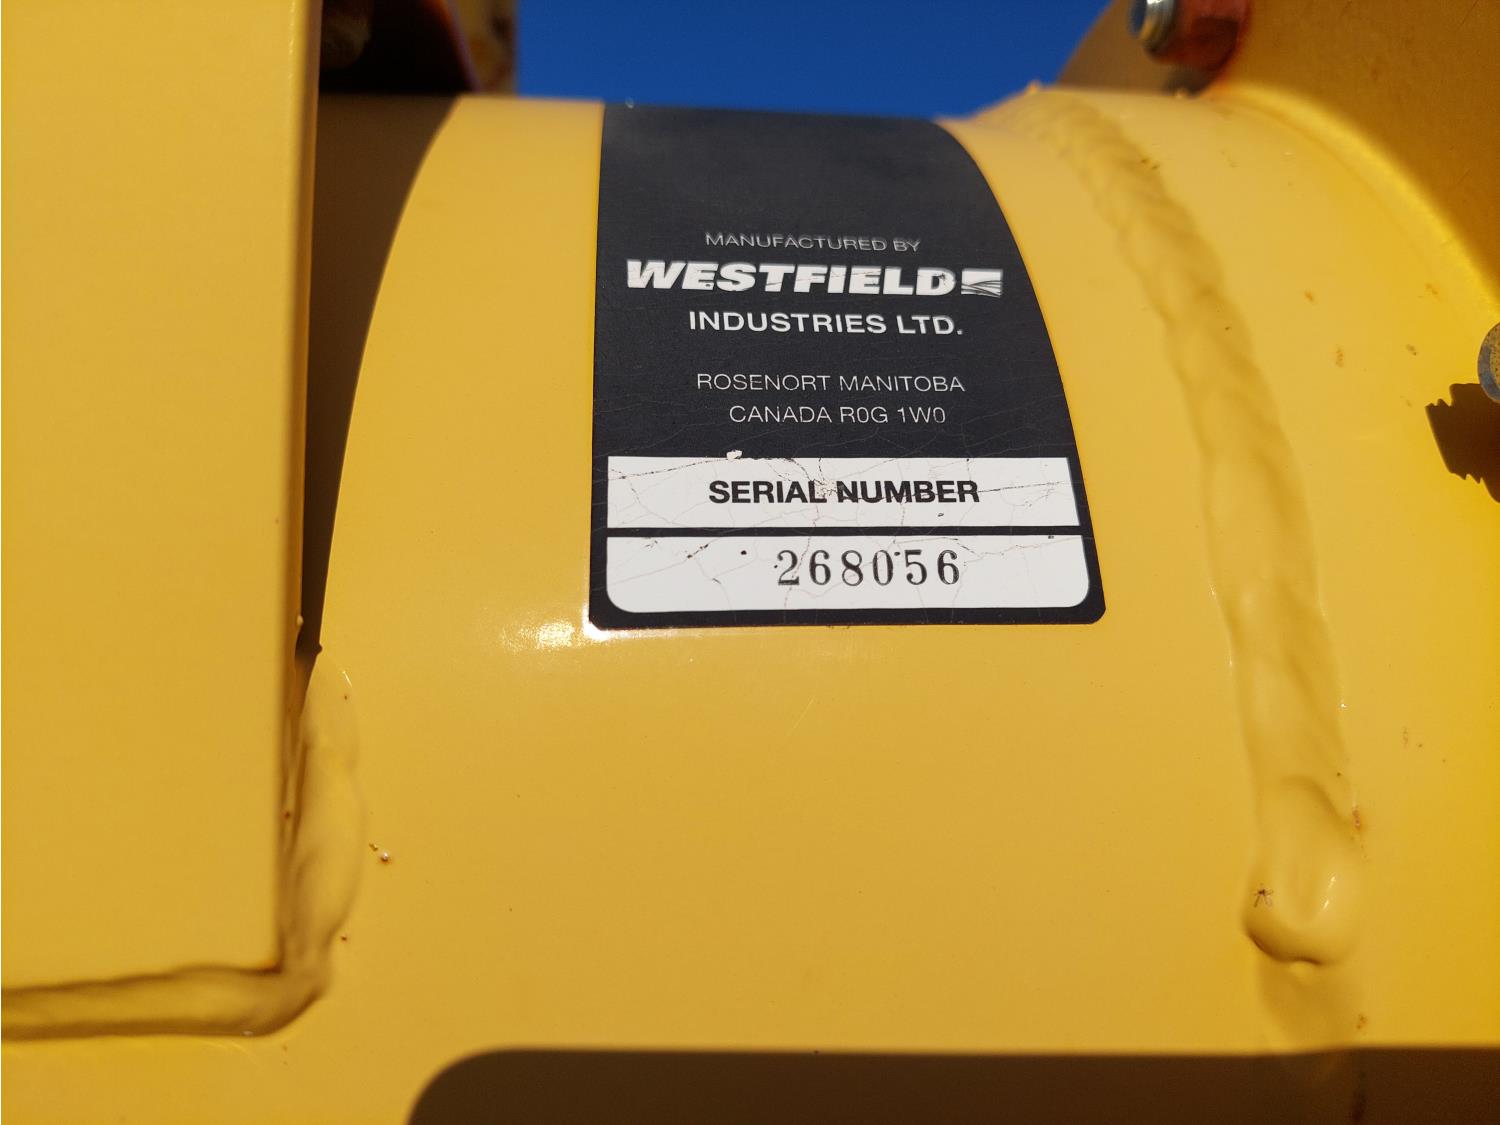 MANUFACTURED BY
WESTFIELD
INDUSTRIES LTD.
ROSENORT MANITOBA
CANADA R0G 1W0
SERIAL NUMBER
268056